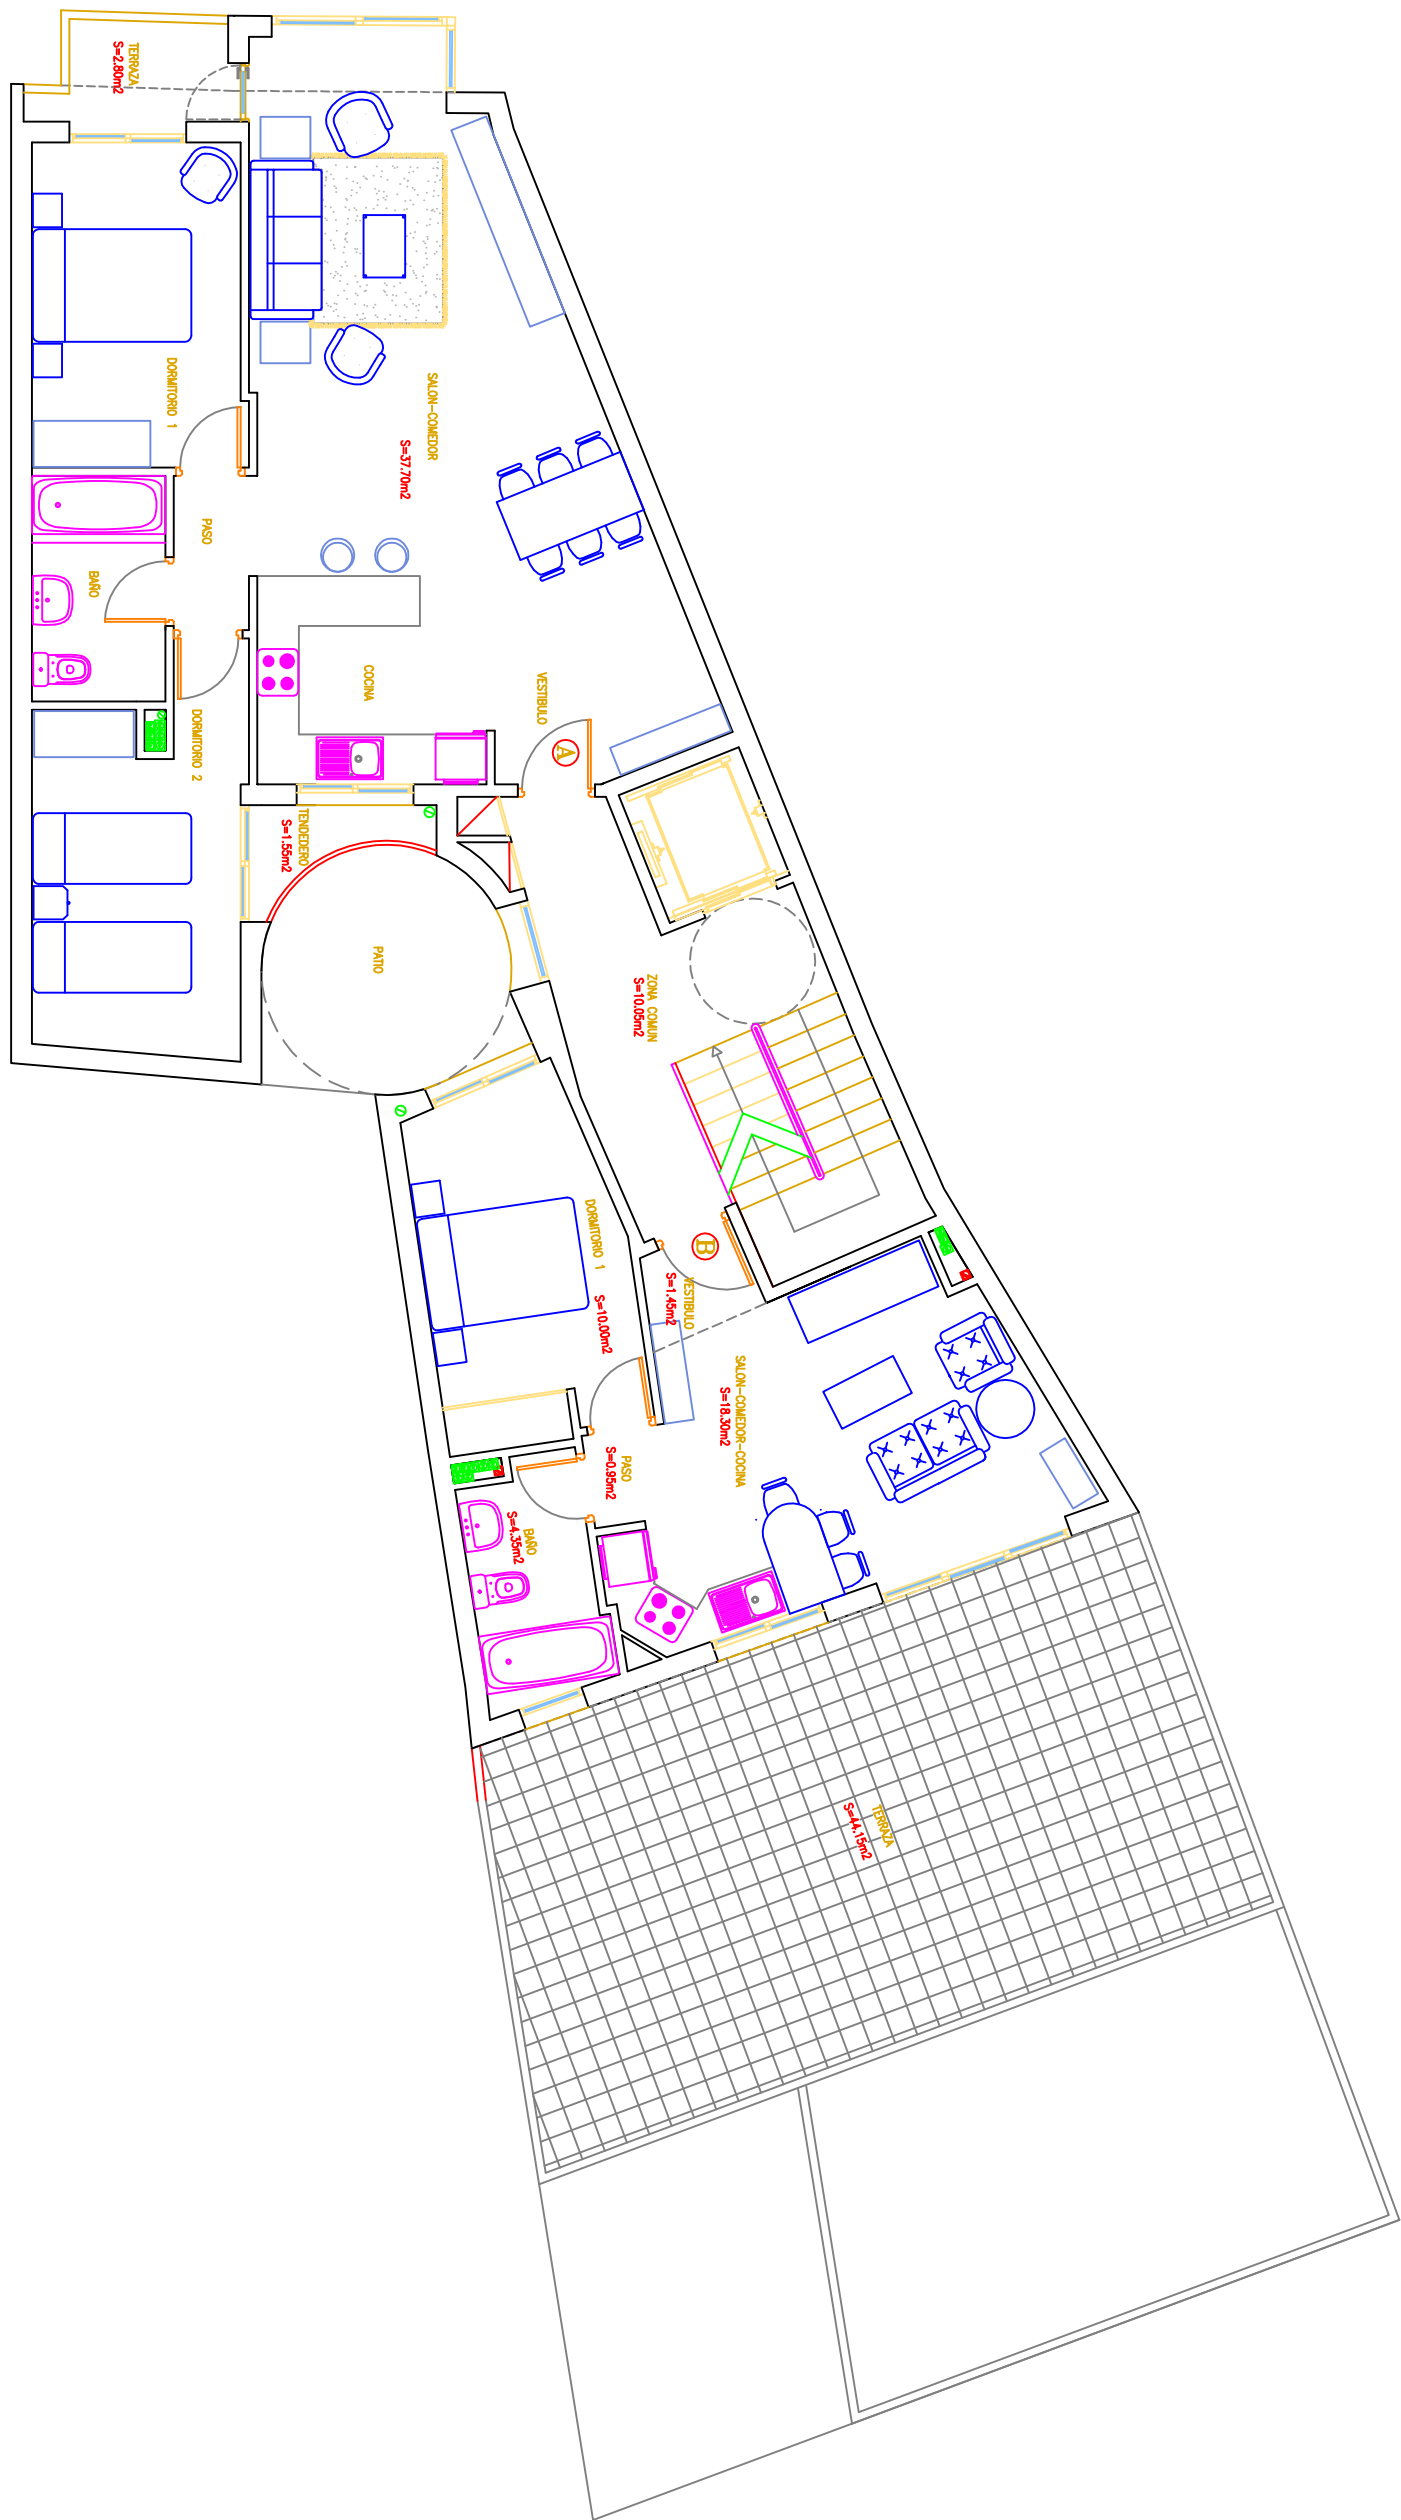 TERRAZA
S=2.80m2
DORMITORIO 1
SALON-COMEDOR
S=37.70m2
PASO
BAÑO
COCINA
VESTIBULO
A
DORMITORIO 2
TENDEDERO
S=1.55m2
PATIO
ZONA COMUN
S=10.05m2
B
DORMITORIO 1
S=10.00m2
VESTIBULO
S=1.45m2
SALON-COMEDOR-COCINA
S=18.30m2
PASO
S=0.95m2
BAÑO
S=4.35m2
TERRAZA
S=44.15m2